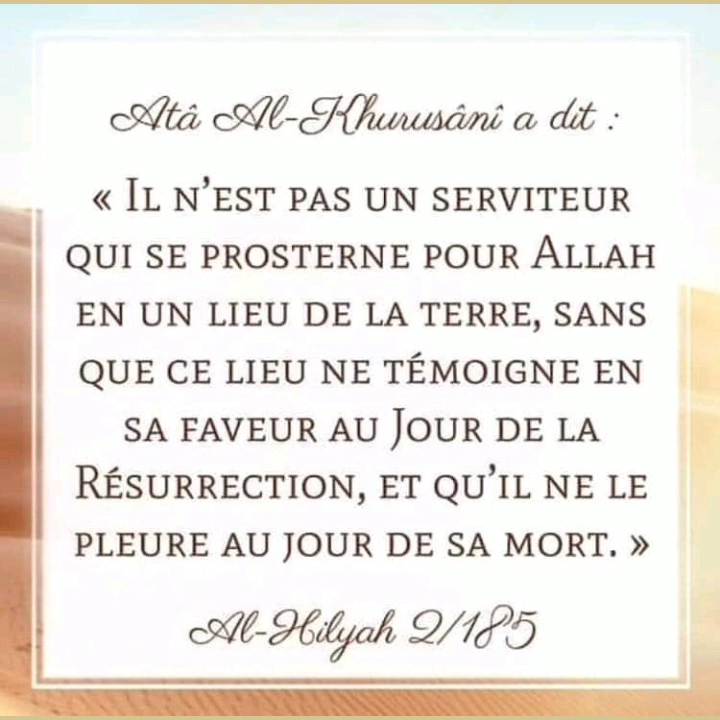 Atâ Al-Khurusânî a dit :
« Il n'est pas un serviteur
qui se prosterne pour Allah
en un lieu de la terre, sans
que ce lieu ne témoigne en
sa faveur au Jour de la
Résurrection, et qu'il ne le
pleure au jour de sa mort. »
Al-Hilyah 2/185